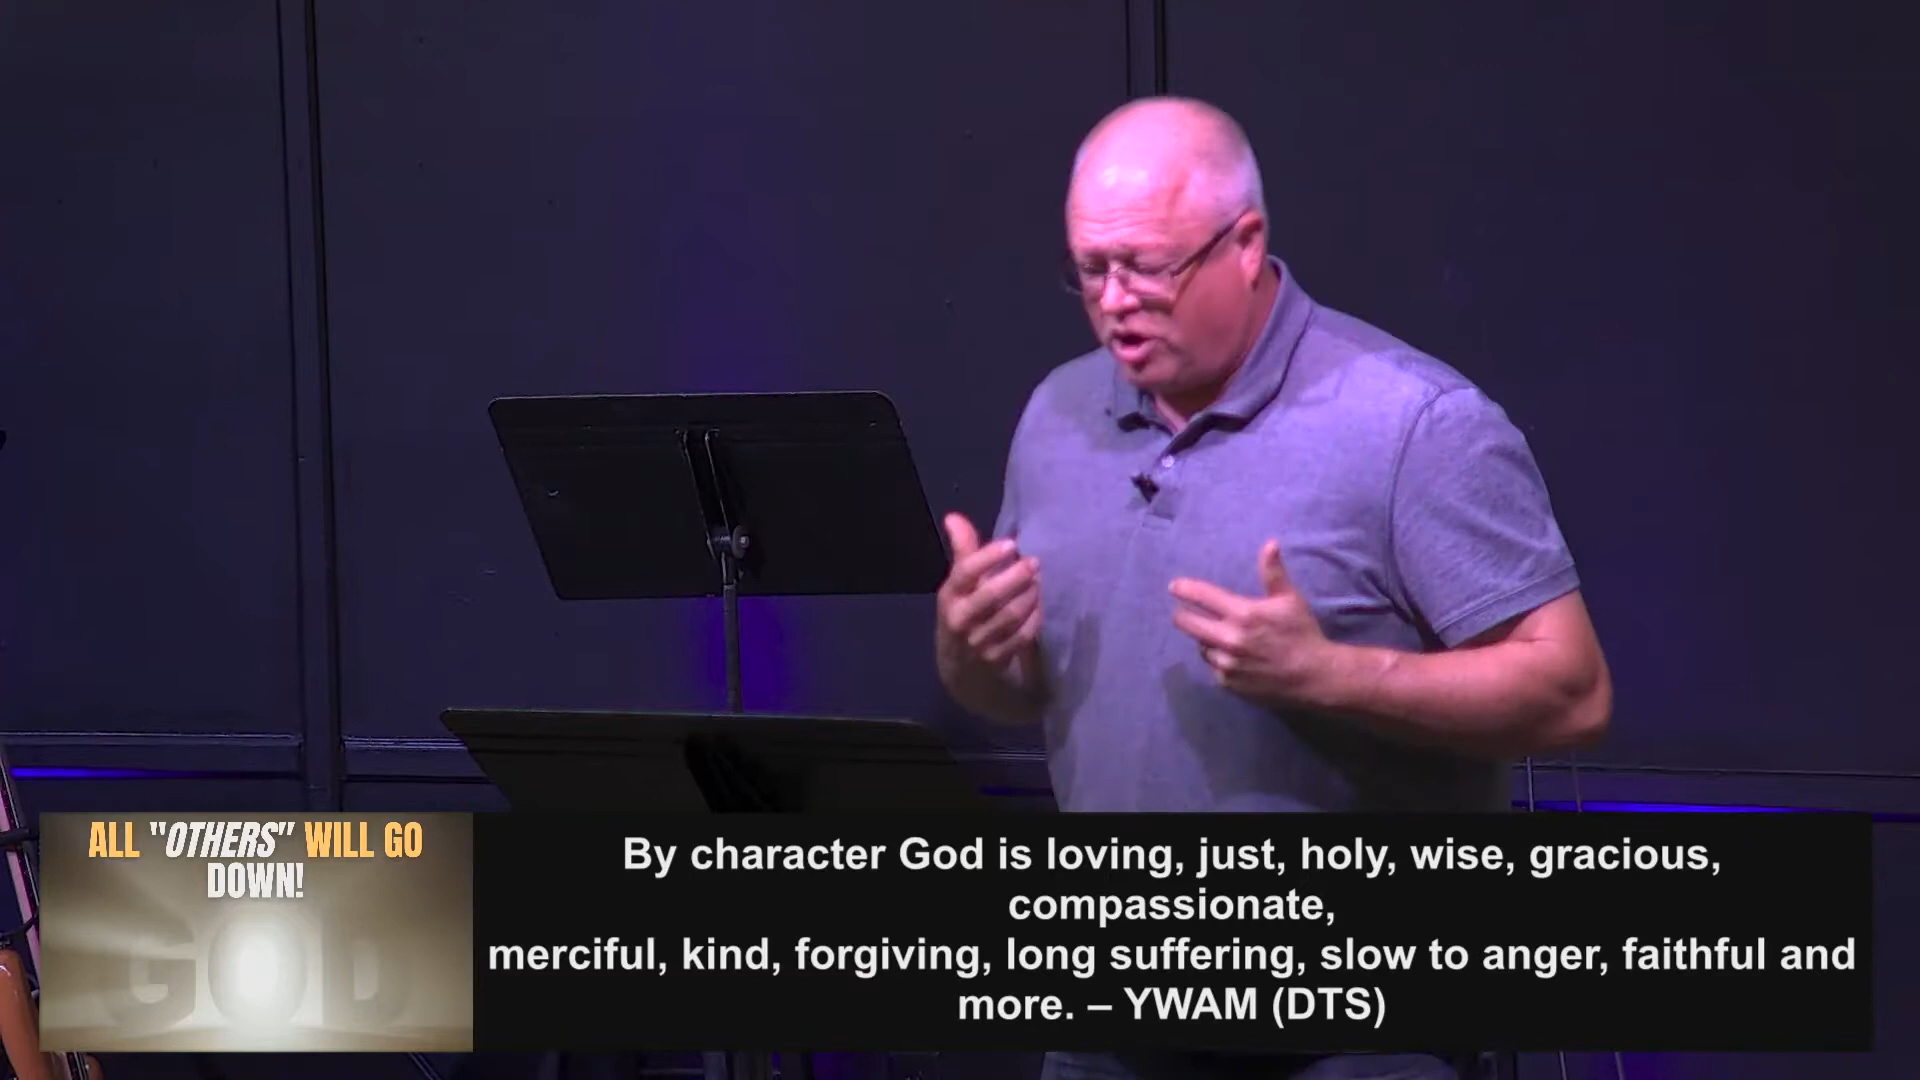 ALL "OTHERS" WILL GO
DOWN!
GOD
By character God is loving, just, holy, wise, gracious,
compassionate,
merciful, kind, forgiving, long suffering, slow to anger, faithful and
more. – YWAM (DTS)